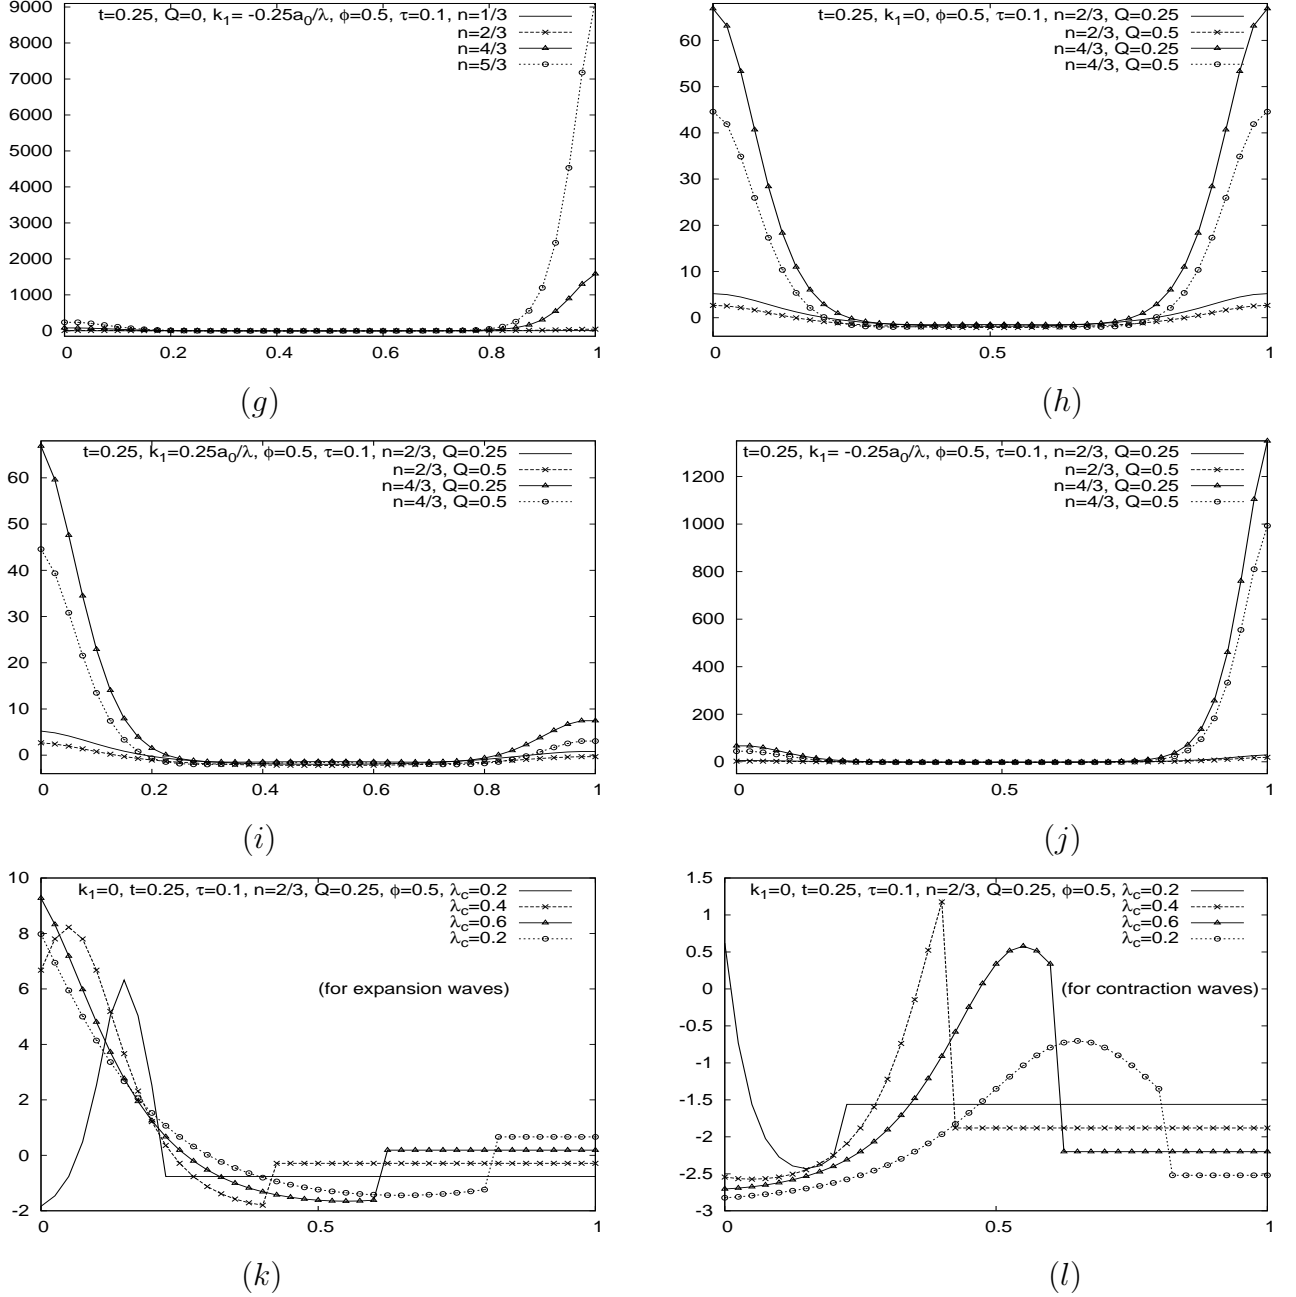 t=0.25, Q=0, k₁= -0.25a₀/λ, ϕ=0.5, τ=0.1, n=1/3
n=2/3
n=4/3
n=5/3
9000
8000
7000
6000
5000
4000
3000
2000
1000
0
0 0.2 0.4 0.6 0.8 1
(g)
t=0.25, k₁=0, ϕ=0.5, τ=0.1, n=2/3, Q=0.25
n=2/3, Q=0.5
n=4/3, Q=0.25
n=4/3, Q=0.5
60
50
40
30
20
10
0
0 0.5 1
(h)
t=0.25, k₁=0.25a₀/λ, ϕ=0.5, τ=0.1, n=2/3, Q=0.25
n=2/3, Q=0.5
n=4/3, Q=0.25
n=4/3, Q=0.5
60
50
40
30
20
10
0
0 0.2 0.4 0.6 0.8 1
(i)
t=0.25, k₁= -0.25a₀/λ, ϕ=0.5, τ=0.1, n=2/3, Q=0.25
n=2/3, Q=0.5
n=4/3, Q=0.25
n=4/3, Q=0.5
1200
1000
800
600
400
200
0
0 0.5 1
(j)
k₁=0, t=0.25, τ=0.1, n=2/3, Q=0.25, ϕ=0.5, λc=0.2
λc=0.4
λc=0.6
λc=0.2
(for expansion waves)
10
8
6
4
2
0
-2
0 0.5 1
(k)
k₁=0, t=0.25, τ=0.1, n=2/3, Q=0.25, ϕ=0.5, λc=0.2
λc=0.4
λc=0.6
λc=0.2
(for contraction waves)
1.5
1
0.5
0
-0.5
-1
-1.5
-2
-2.5
-3
0 0.5 1
(l)